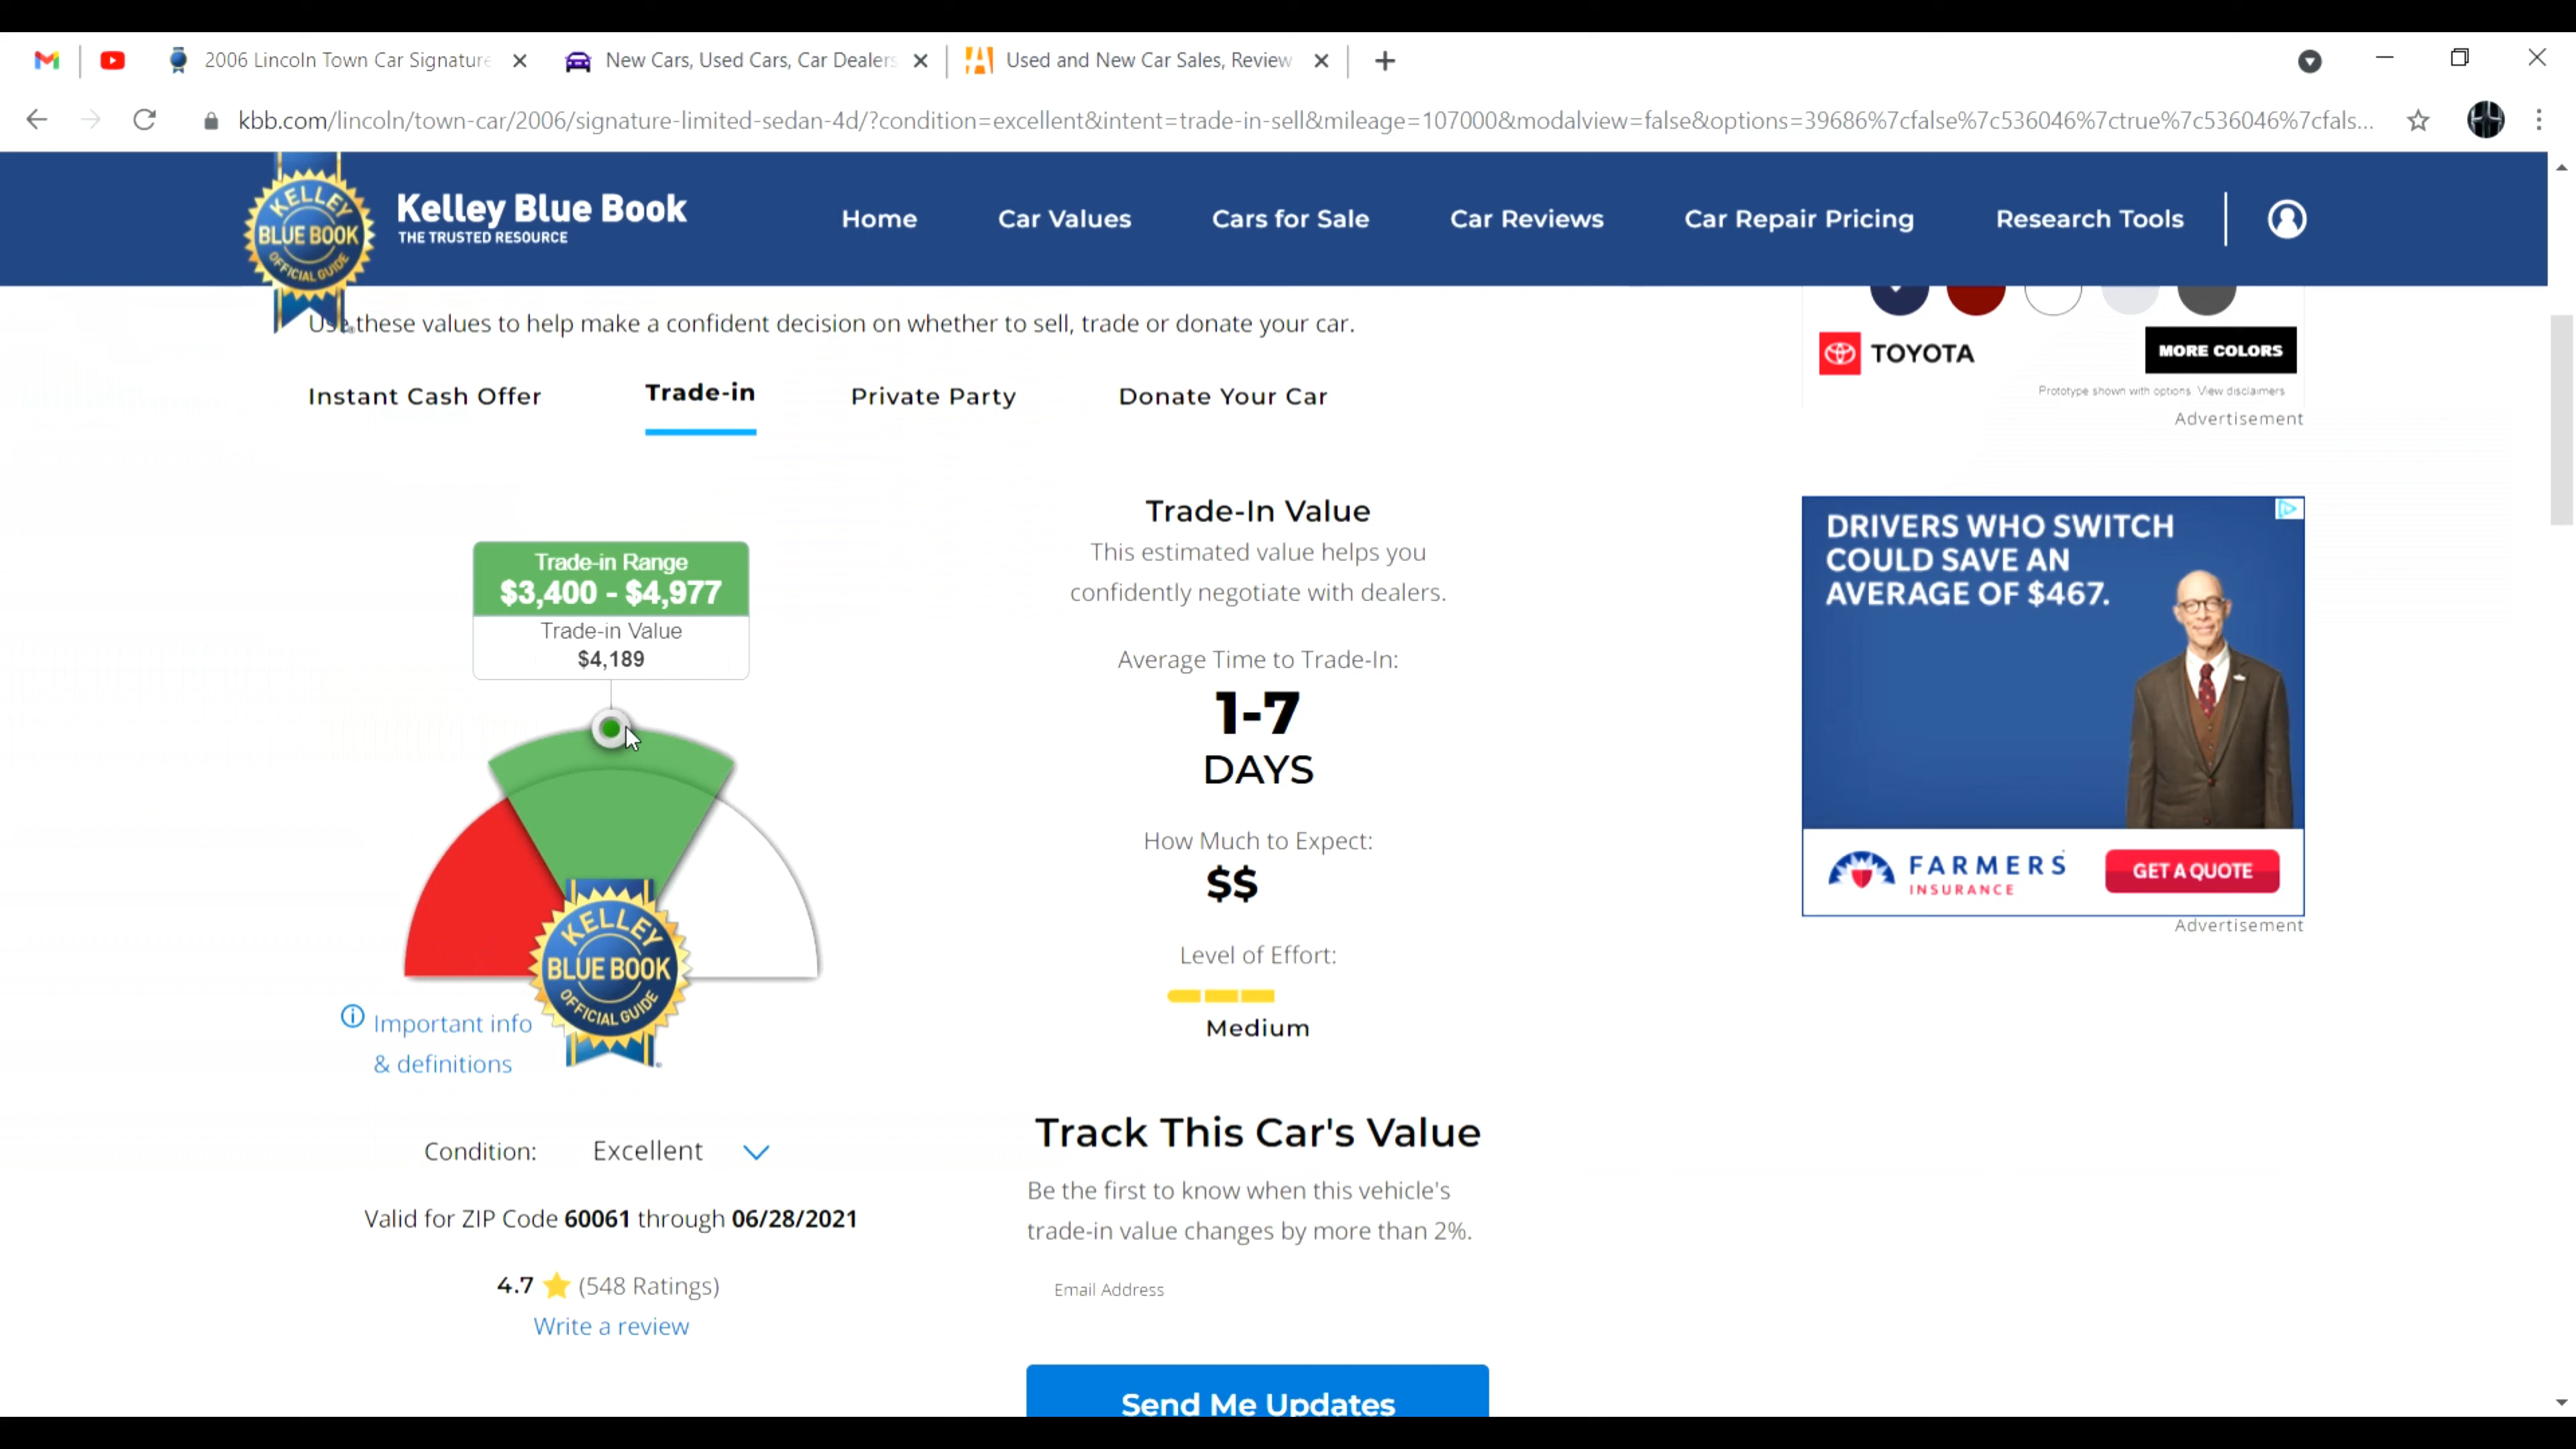 2006 Lincoln Town Car Signature
New Cars, Used Cars, Car Dealers
Used and New Car Sales, Review
kbb.com/lincoln/town-car/2006/signature-limited-sedan-4d/?condition=excellent&intent=trade-in-sell&mileage=107000&modalview=false&options=39686%7cfalse%7c536046%7ctrue%7c536046%7cfals...
KELLEY
BLUE BOOK
OFFICIAL GUIDE
Kelley Blue Book
THE TRUSTED RESOURCE
Home
Car Values
Cars for Sale
Car Reviews
Car Repair Pricing
Research Tools
Use these values to help make a confident decision on whether to sell, trade or donate your car.
TOYOTA
MORE COLORS
Prototype shown with options. View disclaimers
Advertisement
Instant Cash Offer
Trade-in
Private Party
Donate Your Car
Trade-in Range
$3,400 - $4,977
Trade-in Value
$4,189
KELLEY
BLUE BOOK
OFFICIAL GUIDE
Important info
& definitions
Condition:
Excellent
Valid for ZIP Code 60061 through 06/28/2021
4.7
(548 Ratings)
Write a review
Trade-In Value
This estimated value helps you
confidently negotiate with dealers.
Average Time to Trade-In:
1-7
DAYS
How Much to Expect:
$$
Level of Effort:
Medium
Track This Car's Value
Be the first to know when this vehicle's
trade-in value changes by more than 2%.
Email Address
Send Me Updates
DRIVERS WHO SWITCH
COULD SAVE AN
AVERAGE OF $467.
FARMERS
INSURANCE
GET A QUOTE
Advertisement